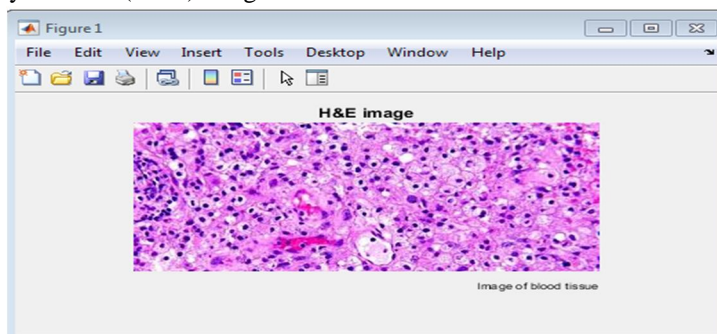 Figure 1
File Edit View Insert Tools Desktop Window Help
H&E image
Image of blood tissue